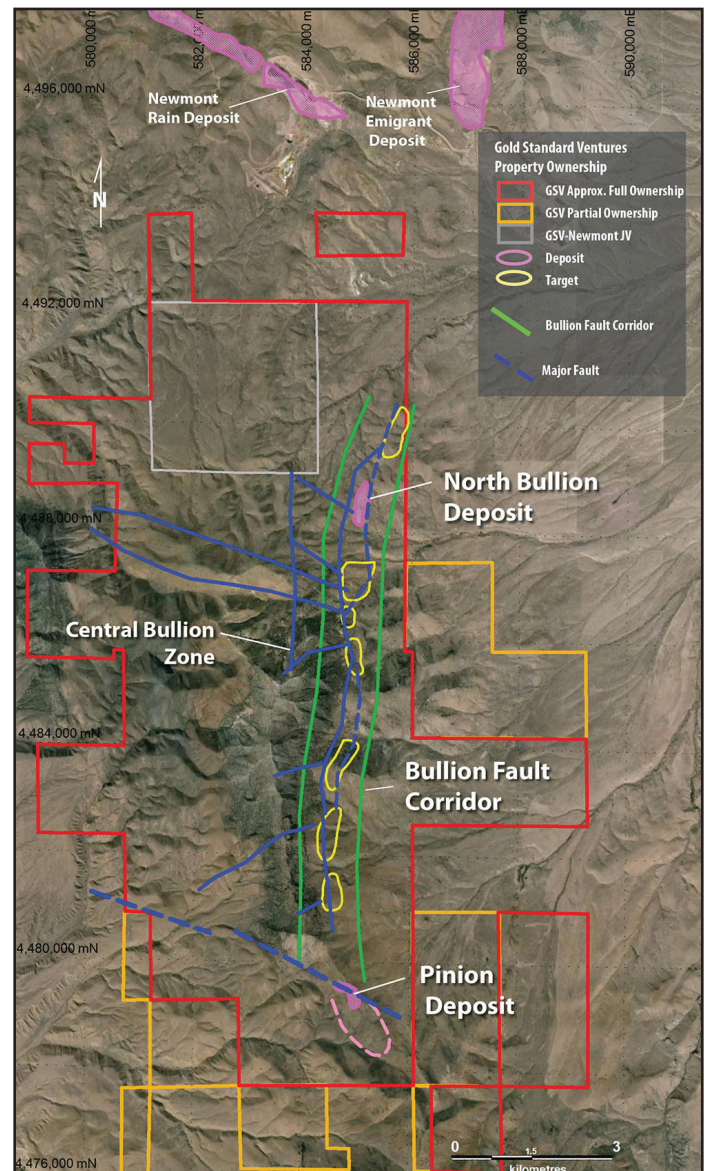 580,000 m
582,000 m
584,000 m
586,000 m
588,000 mE
590,000 mE
4,496,000 mN
Newmont
Rain Deposit
Newmont
Emigrant
Deposit
Gold Standard Ventures
Property Ownership
GSV Approx. Full Ownership
GSV Partial Ownership
GSV-Newmont JV
Deposit
Target
Bullion Fault Corridor
Major Fault
N
4,492,000 mN
North Bullion
Deposit
4,488,000 mN
Central Bullion
Zone
4,484,000 mN
Bullion Fault
Corridor
4,480,000 mN
Pinion
Deposit
4,476,000 mN
0
1.5
3
kilometres